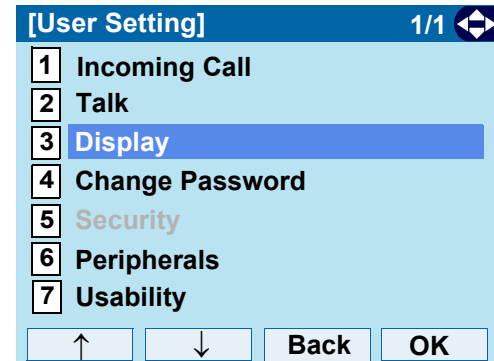 [User Setting] 1/1
1 Incoming Call
2 Talk
3 Display
4 Change Password
5 Security
6 Peripherals
7 Usability
↑ ↓ Back OK